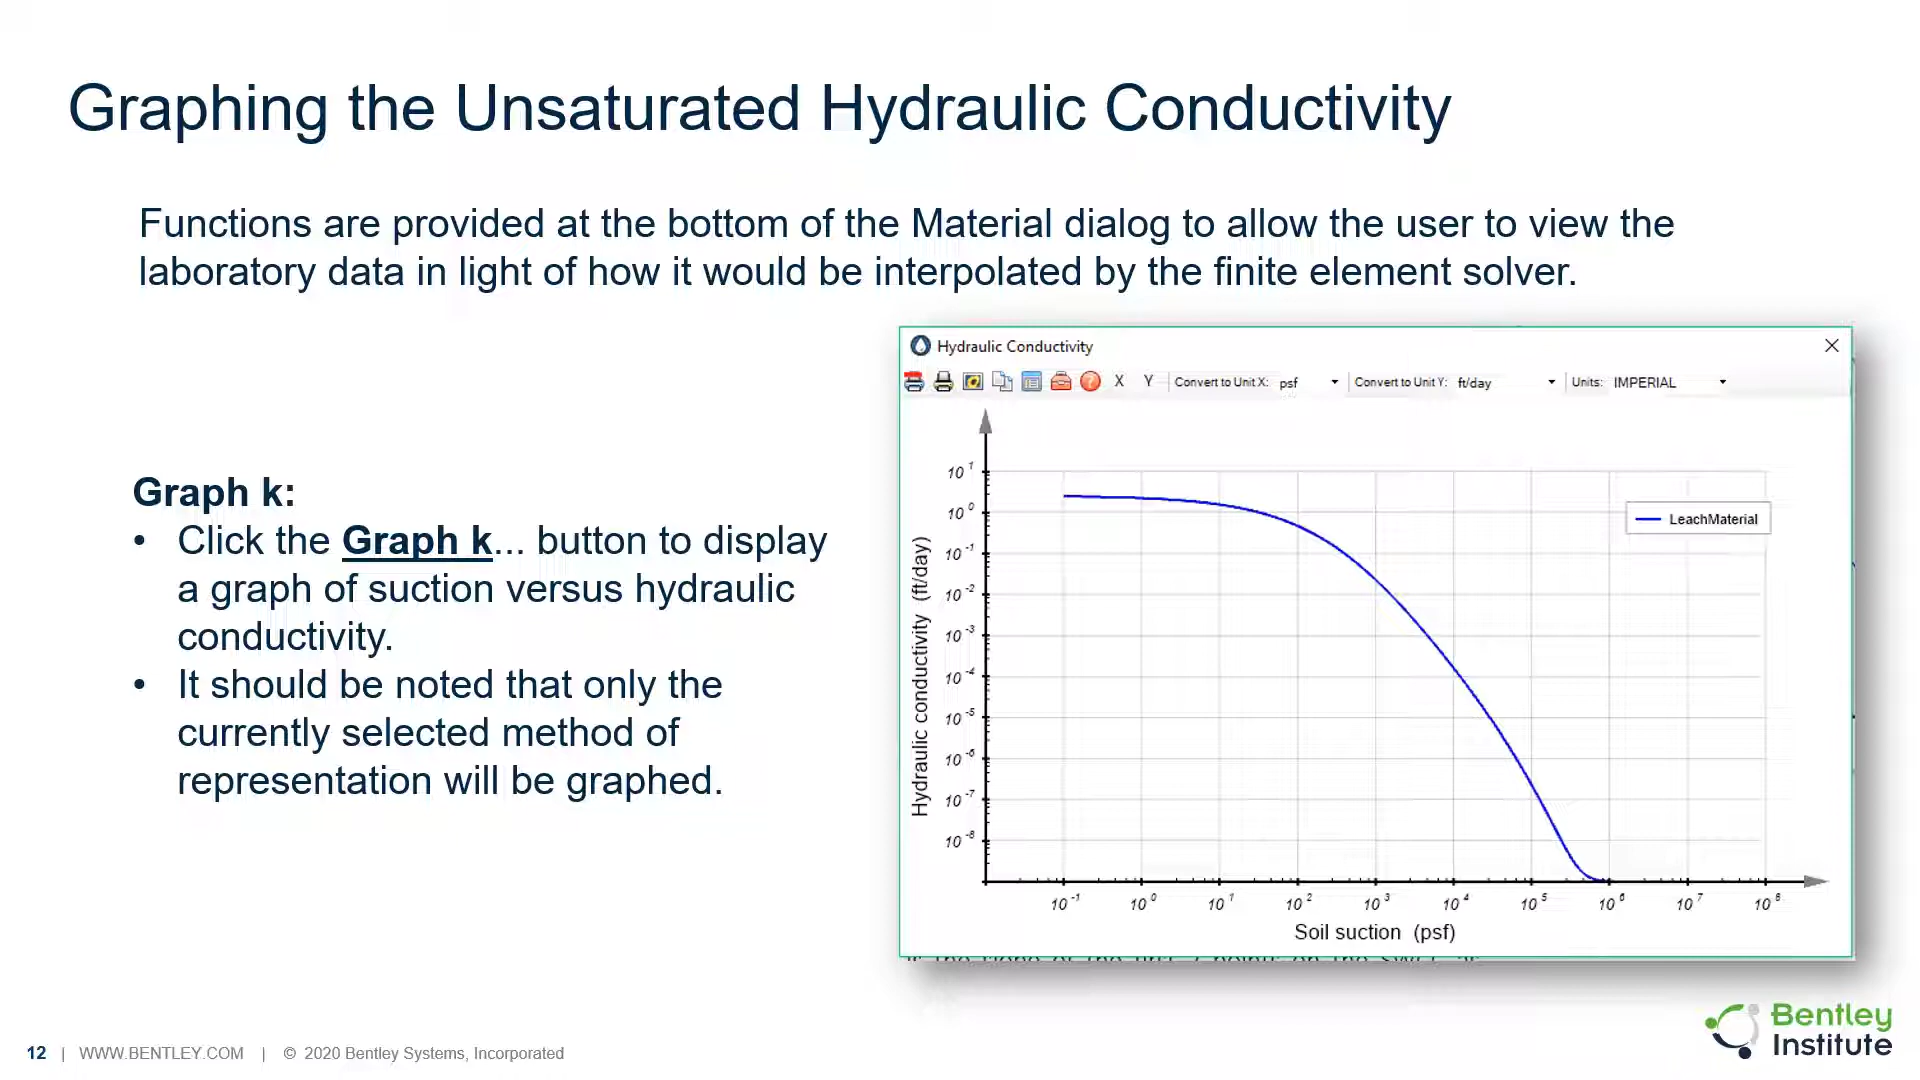 Graphing the Unsaturated Hydraulic Conductivity
Functions are provided at the bottom of the Material dialog to allow the user to view the
laboratory data in light of how it would be interpolated by the finite element solver.
Graph k:
• Click the Graph k... button to display
a graph of suction versus hydraulic
conductivity.
• It should be noted that only the
currently selected method of
representation will be graphed.
Hydraulic Conductivity
X Y Convert to Unit X: psf Convert to Unit Y: ft/day Units: IMPERIAL
Hydraulic conductivity (ft/day)
10^1
10^0
10^-1
10^-2
10^-3
10^-4
10^-5
10^-6
10^-7
10^-8
LeachMaterial
10^-1 10^0 10^1 10^2 10^3 10^4 10^5 10^6 10^7 10^8
Soil suction (psf)
12 | WWW.BENTLEY.COM | © 2020 Bentley Systems, Incorporated
Bentley
Institute